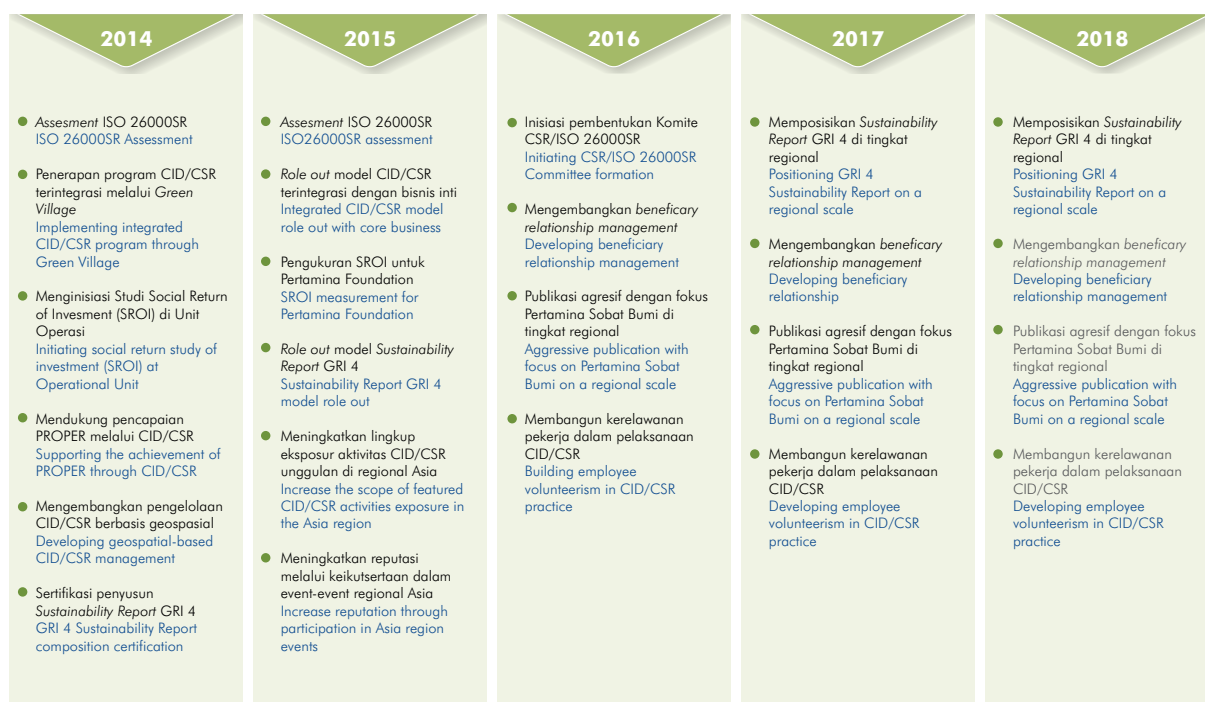 2014
Assesment ISO 26000SR
ISO 26000SR Assessment
Penerapan program CID/CSR
terintegrasi melalui Green
Village
Implementing integrated
CID/CSR program through
Green Village
Menginisiasi Studi Social Return
of Invesment (SROI) di Unit
Operasi
Initiating social return study of
investment (SROI) at
Operational Unit
Mendukung pencapaian
PROPER melalui CID/CSR
Supporting the achievement of
PROPER through CID/CSR
Mengembangkan pengelolaan
CID/CSR berbasis geospasial
Developing geospatial-based
CID/CSR management
Sertifikasi penyusun
Sustainability Report GRI 4
GRI 4 Sustainability Report
composition certification
2015
Assesment ISO 26000SR
ISO26000SR assessment
Role out model CID/CSR
terintegrasi dengan bisnis inti
Integrated CID/CSR model
role out with core business
Pengukuran SROI untuk
Pertamina Foundation
SROI measurement for
Pertamina Foundation
Role out model Sustainability
Report GRI 4
Sustainability Report GRI 4
model role out
Meningkatkan lingkup
eksposur aktivitas CID/CSR
unggulan di regional Asia
Increase the scope of featured
CID/CSR activities exposure in
the Asia region
Meningkatkan reputasi
melalui keikutsertaan dalam
event-event regional Asia
Increase reputation through
participation in Asia region
events
2016
Inisiasi pembentukan Komite
CSR/ISO 26000SR
Initiating CSR/ISO 26000SR
Committee formation
Mengembangkan beneficary
relationship management
Developing beneficiary
relationship management
Publikasi agresif dengan fokus
Pertamina Sobat Bumi di
tingkat regional
Aggressive publication with
focus on Pertamina Sobat
Bumi on a regional scale
Membangun kerelawanan
pekerja dalam pelaksanaan
CID/CSR
Building employee
volunteerism in CID/CSR
practice
2017
Memposisikan Sustainability
Report GRI 4 di tingkat
regional
Positioning GRI 4
Sustainability Report on a
regional scale
Mengembangkan beneficary
relationship management
Developing beneficiary
relationship
Publikasi agresif dengan fokus
Pertamina Sobat Bumi di
tingkat regional
Aggressive publication with
focus on Pertamina Sobat
Bumi on a regional scale
Membangun kerelawanan
pekerja dalam pelaksanaan
CID/CSR
Developing employee
volunteerism in CID/CSR
practice
2018
Memposisikan Sustainability
Report GRI 4 di tingkat
regional
Positioning GRI 4
Sustainability Report on a
regional scale
Mengembangkan beneficary
relationship management
Developing beneficiary
relationship management
Publikasi agresif dengan fokus
Pertamina Sobat Bumi di
tingkat regional
Aggressive publication with
focus on Pertamina Sobat
Bumi on a regional scale
Membangun kerelawanan
pekerja dalam pelaksanaan
CID/CSR
Developing employee
volunteerism in CID/CSR
practice